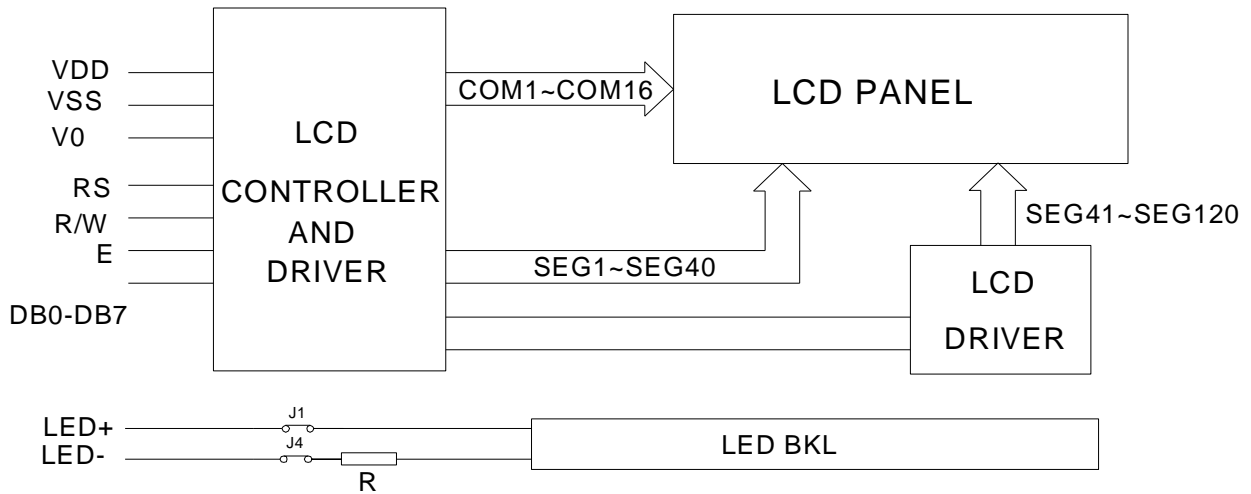 VDD
VSS
V0
RS
R/W
E
DB0-DB7
LCD
CONTROLLER
AND
DRIVER
COM1~COM16
LCD PANEL
SEG1~SEG40
SEG41~SEG120
LCD
DRIVER
LED+
LED-
J1
J4
R
LED BKL